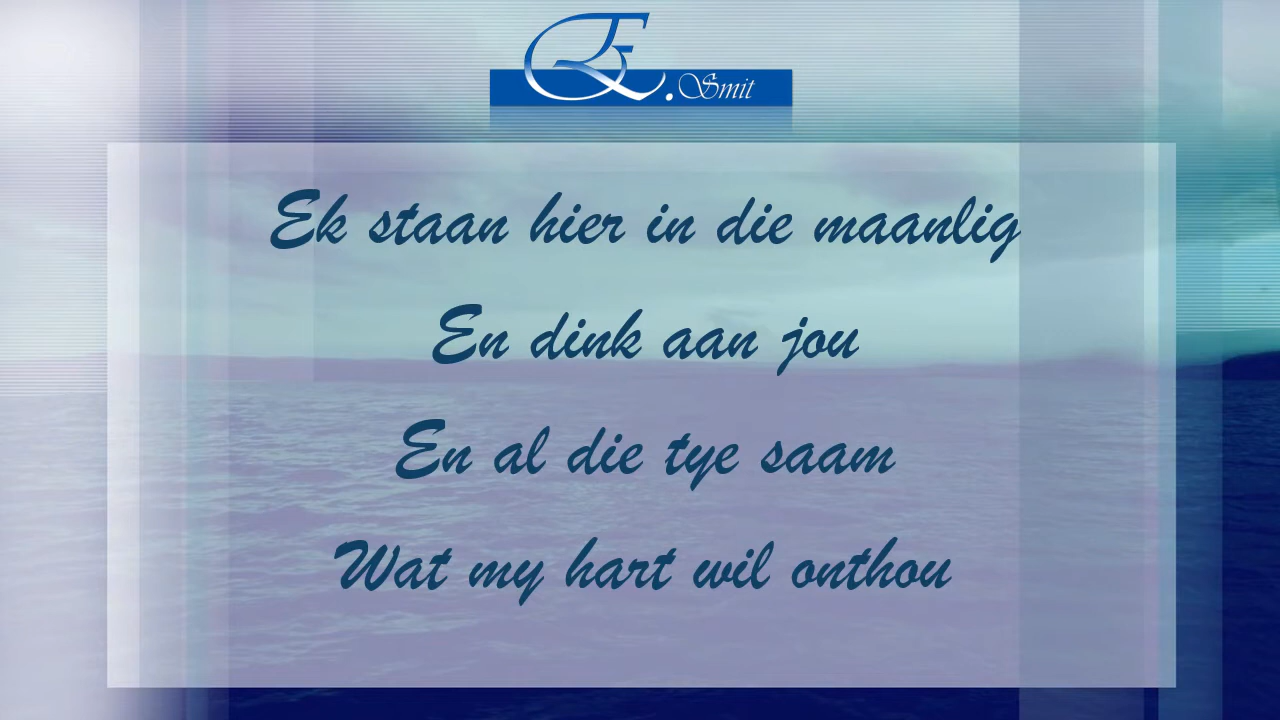 E. Smit
Ek staan hier in die maanlig
En dink aan jou
En al die tye saam
Wat my hart wil onthou